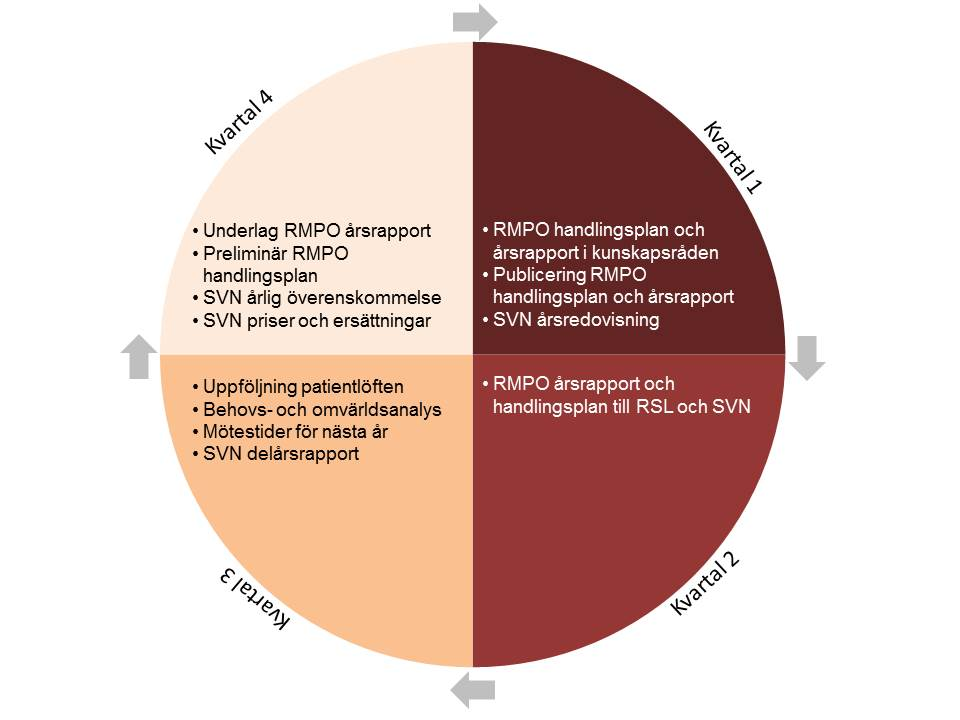 Kvartal 4
• Underlag RMPO årsrapport
• Preliminär RMPO
handlingsplan
• SVN årlig överenskommelse
• SVN priser och ersättningar
Kvartal 1
• RMPO handlingsplan och
årsrapport i kunskapsråden
• Publicering RMPO
handlingsplan och årsrapport
• SVN årsredovisning
Kvartal 3
• Uppföljning patientlöften
• Behovs- och omvärldsanalys
• Mötestider för nästa år
• SVN delårsrapport
Kvartal 2
• RMPO årsrapport och
handlingsplan till RSL och SVN